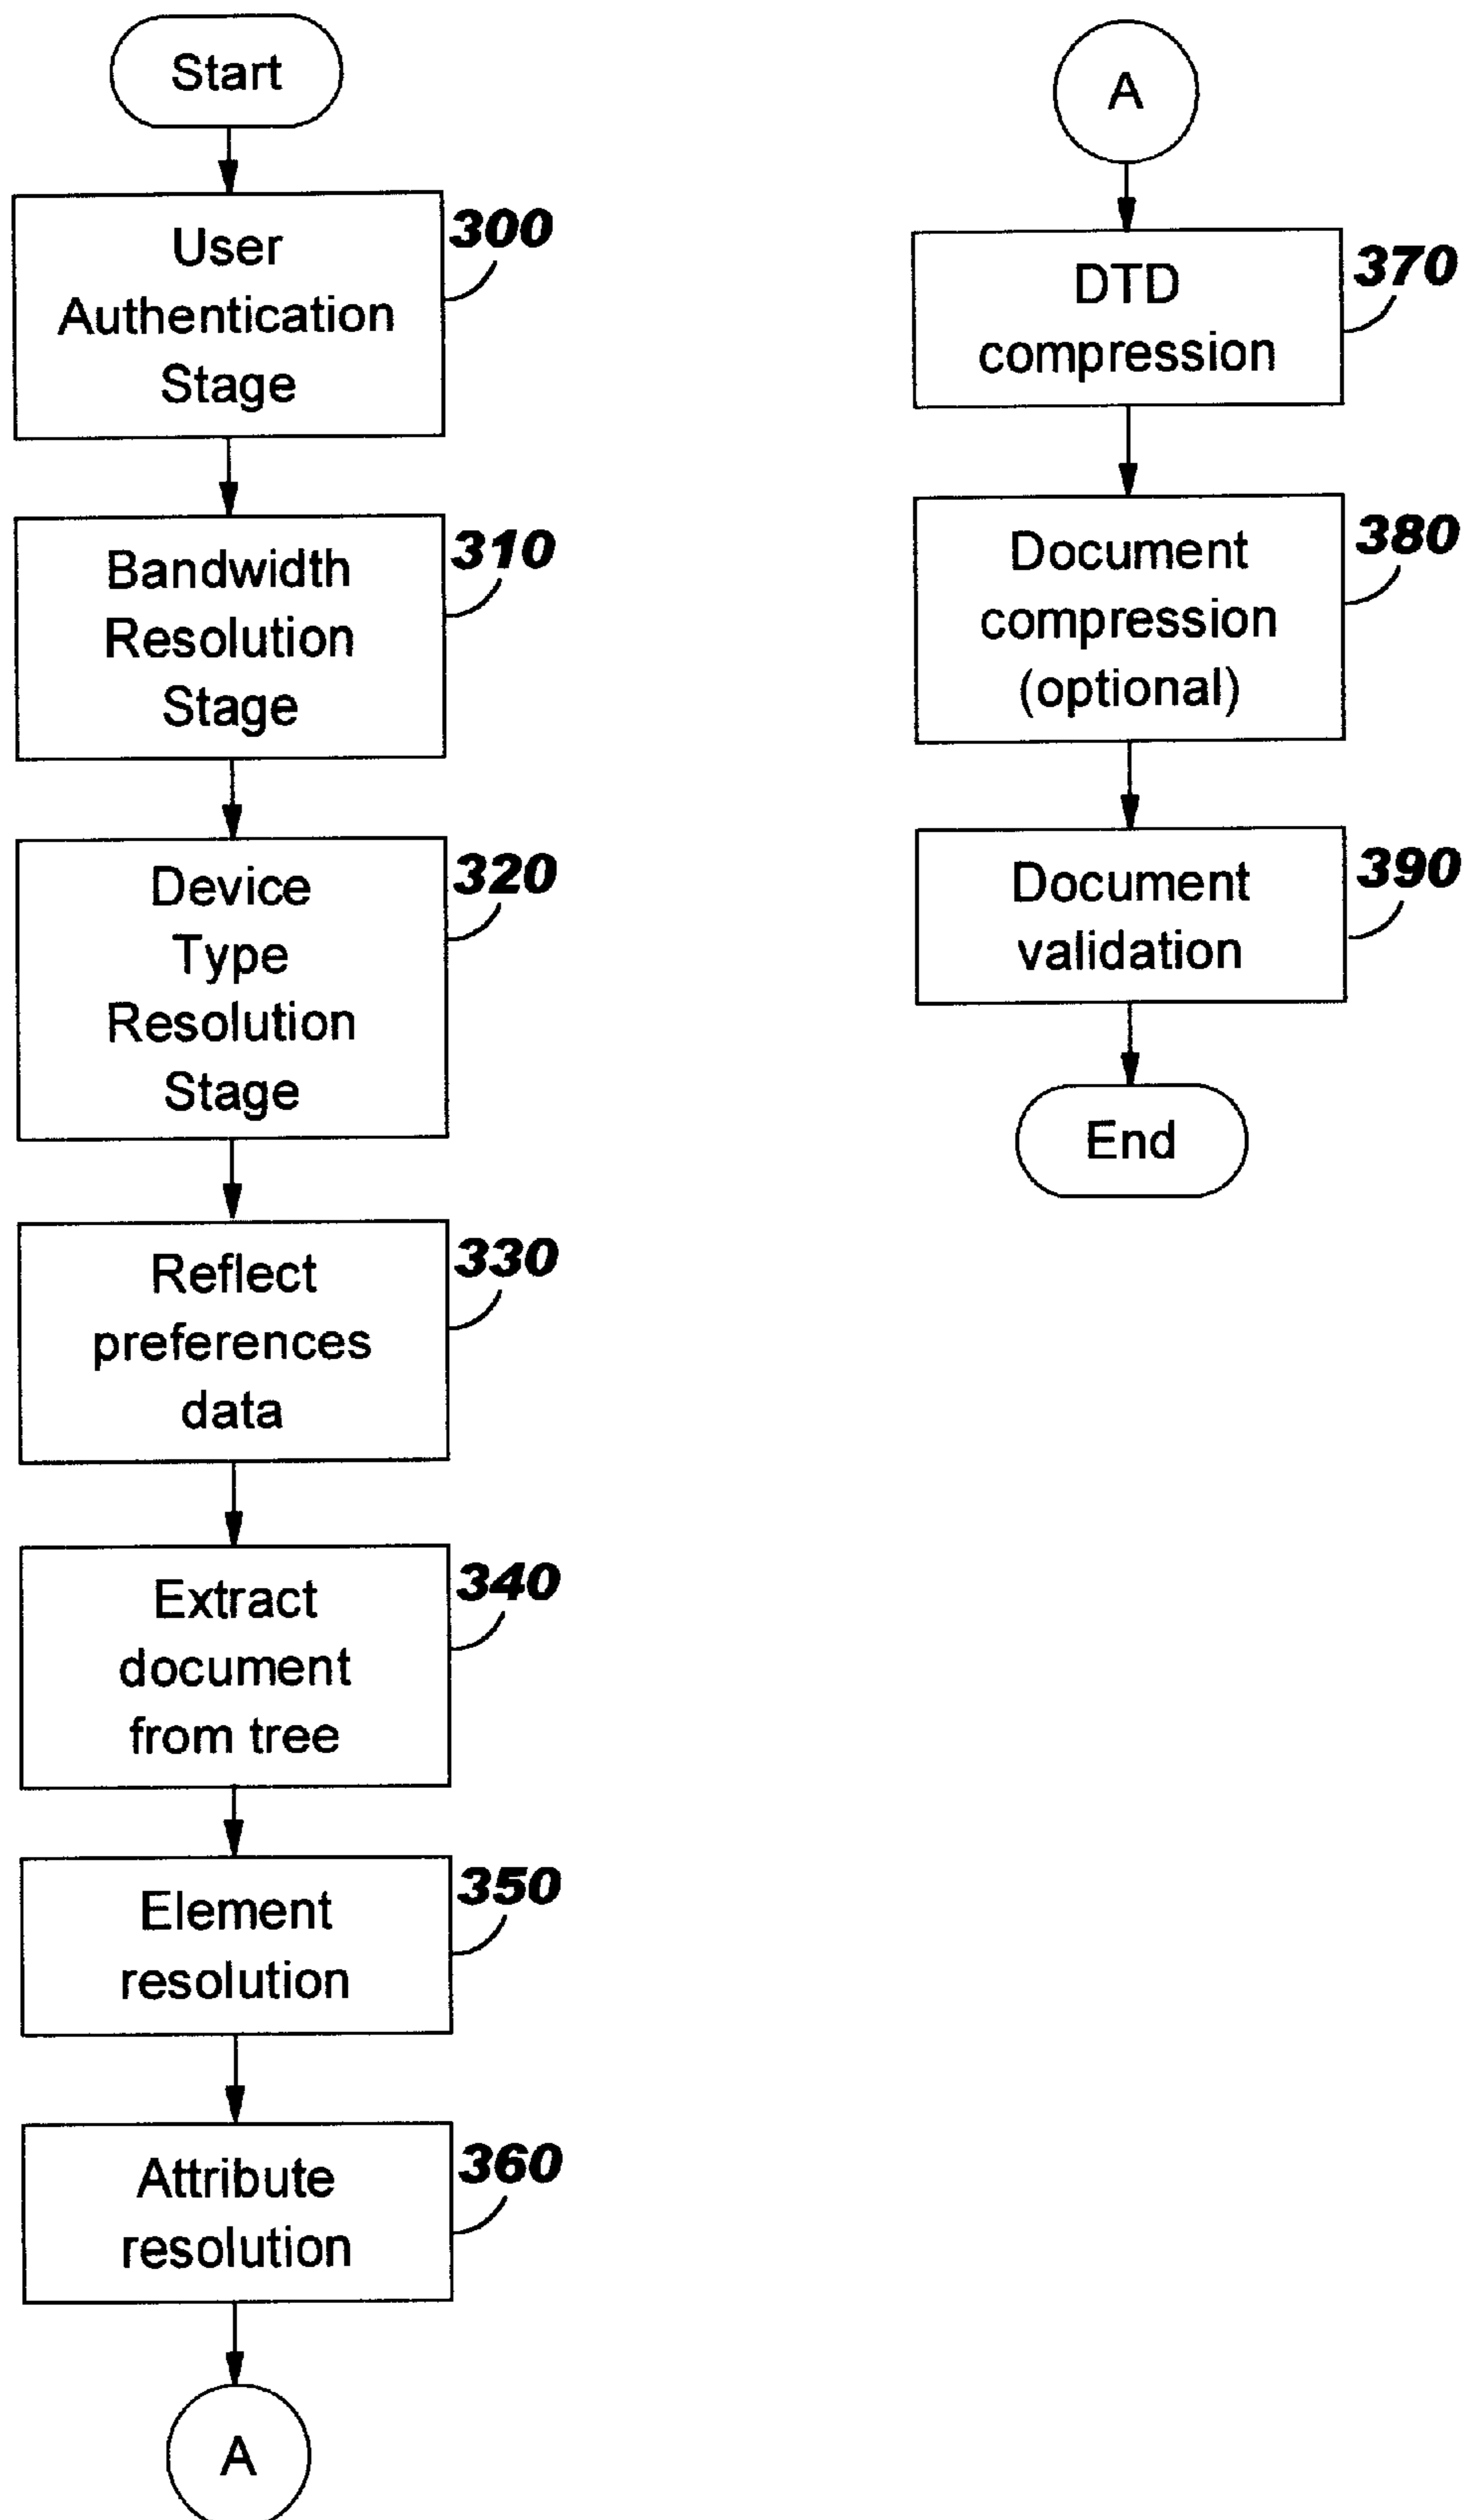 Start
User
Authentication
Stage
300
Bandwidth
Resolution
Stage
310
Device
Type
Resolution
Stage
320
Reflect
preferences
data
330
Extract
document
from tree
340
Element
resolution
350
Attribute
resolution
360
A
A
DTD
compression
370
Document
compression
(optional)
380
Document
validation
390
End